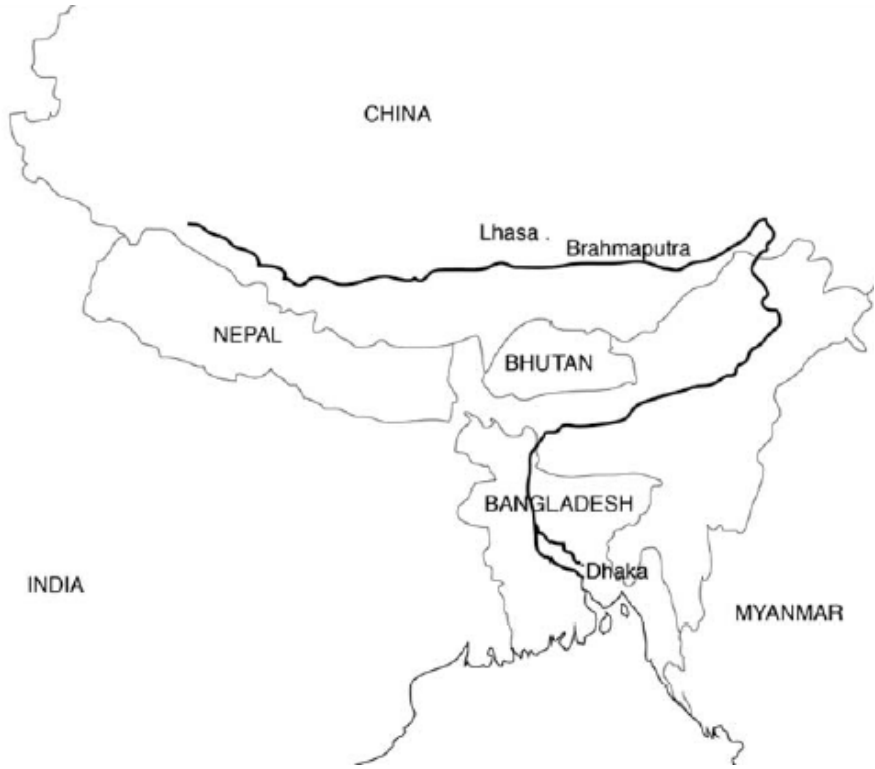 CHINA
Lhasa .
Brahmaputra
NEPAL
BHUTAN
BANGLADESH
Dhaka
INDIA
MYANMAR